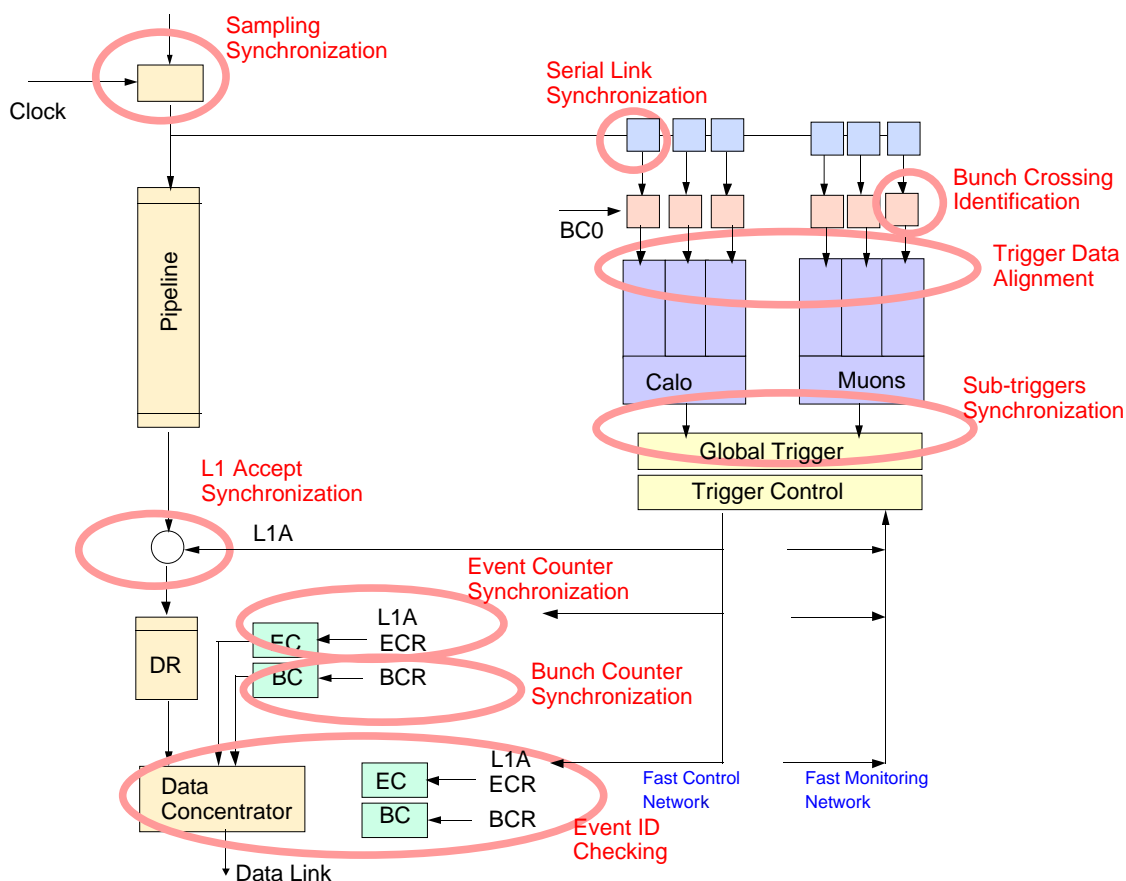 Sampling
Synchronization
Clock
Serial Link
Synchronization
Bunch Crossing
Identification
BC0
Trigger Data
Alignment
Pipeline
Calo
Muons
Sub-triggers
Synchronization
Global Trigger
Trigger Control
L1 Accept
Synchronization
L1A
Event Counter
Synchronization
L1A
EC
ECR
DR
BC
BCR
Bunch Counter
Synchronization
L1A
EC
ECR
BC
BCR
Data
Concentrator
Fast Control
Network
Fast Monitoring
Network
Event ID
Checking
Data Link